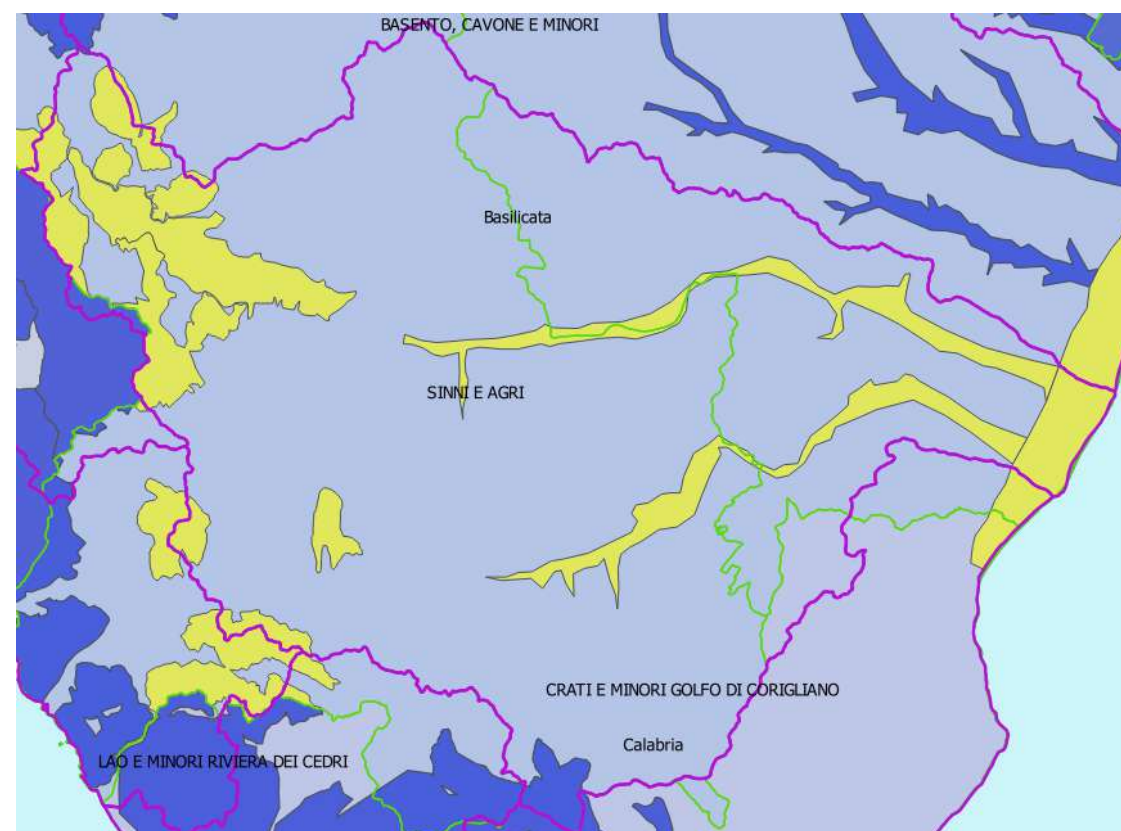 BASENTO, CAVONE E MINORI
Basilicata
SINNI E AGRI
CRATI E MINORI GOLFO DI CORIGLIANO
Calabria
LAO E MINORI RIVIERA DEI CEDRI